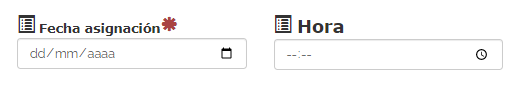 Fecha asignación Hora
dd/mm/aaaa --:--